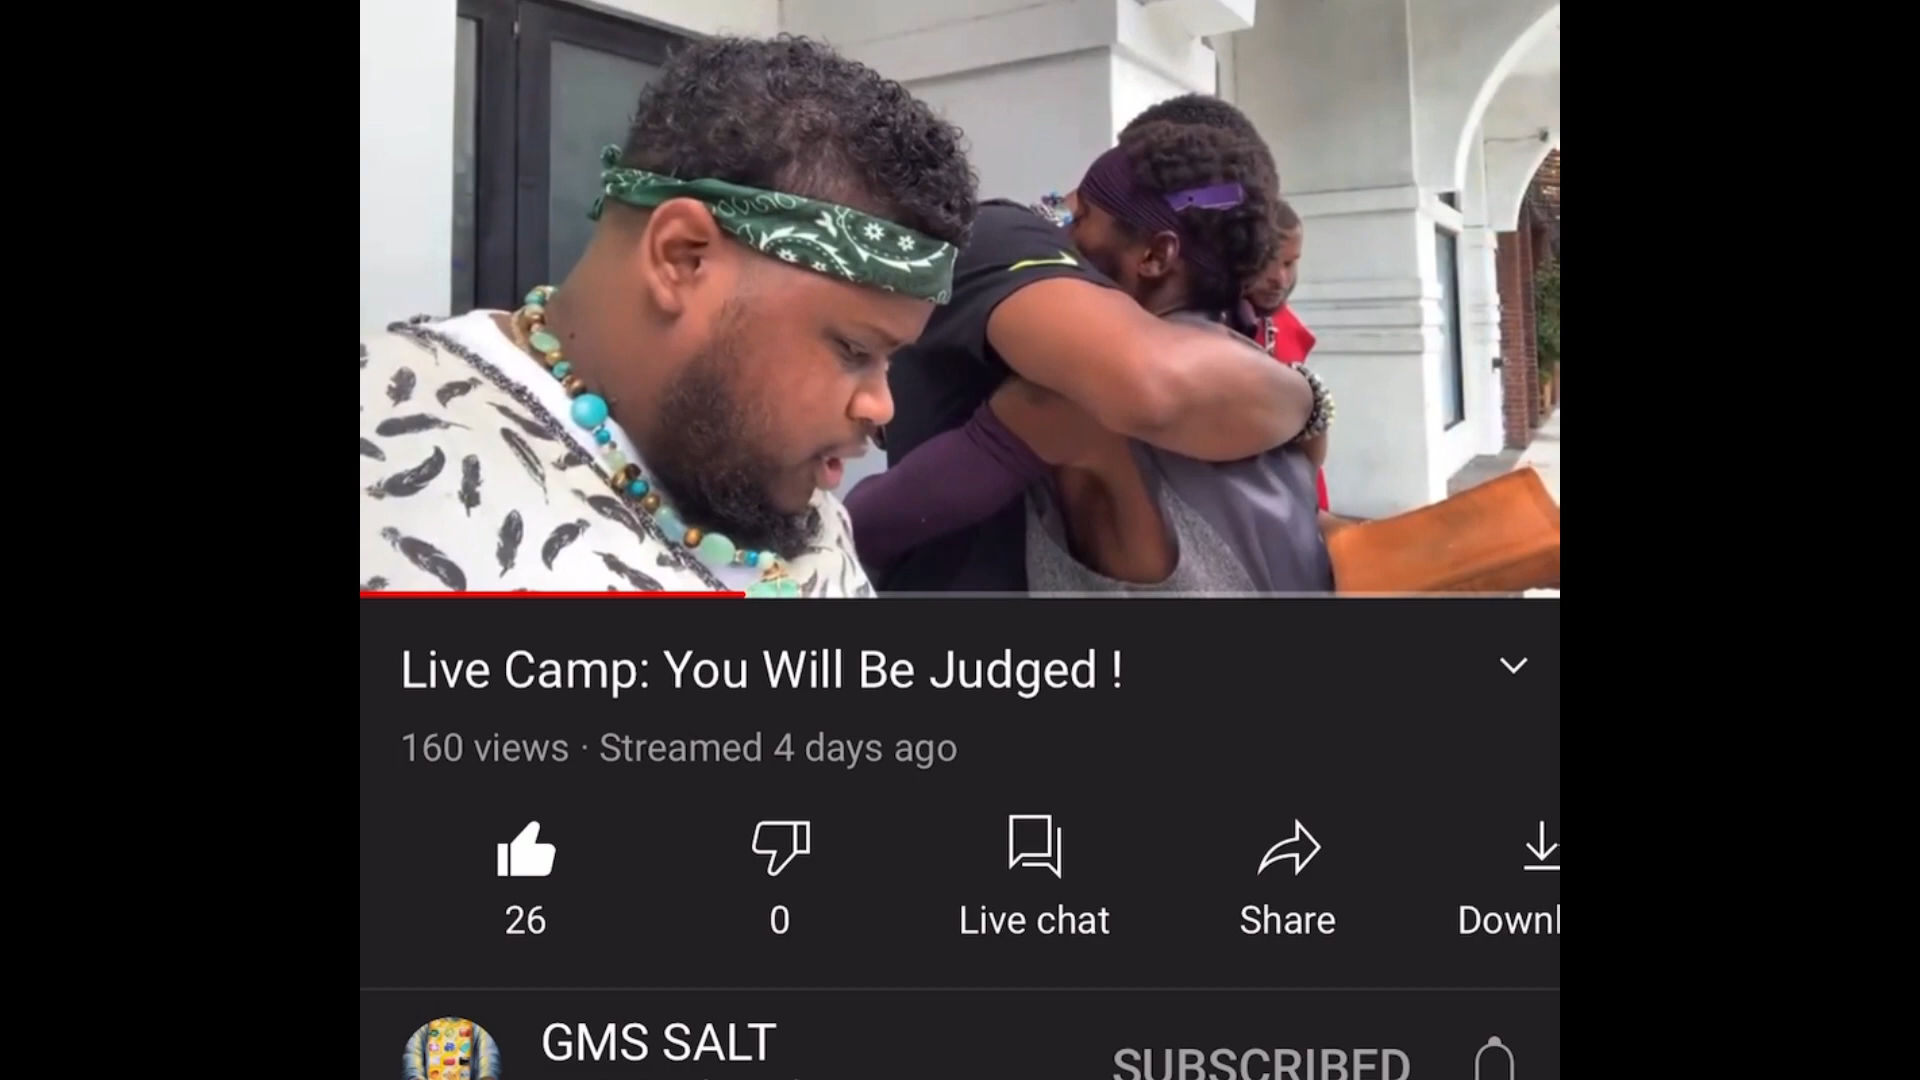 Live Camp: You Will Be Judged !
160 views · Streamed 4 days ago
26
0
Live chat
Share
Downl
GMS SALT
SUBSCRIBED